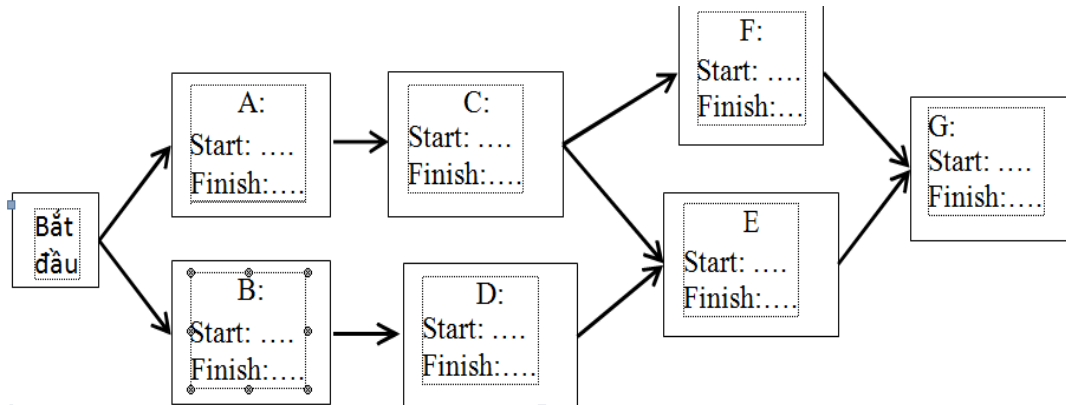 Bắt
đầu
A:
Start: ....
Finish:....
B:
Start: ....
Finish:....
C:
Start: ....
Finish:....
D:
Start: ....
Finish:....
F:
Start: ....
Finish:...
E
Start: ....
Finish:....
G:
Start: ....
Finish:....